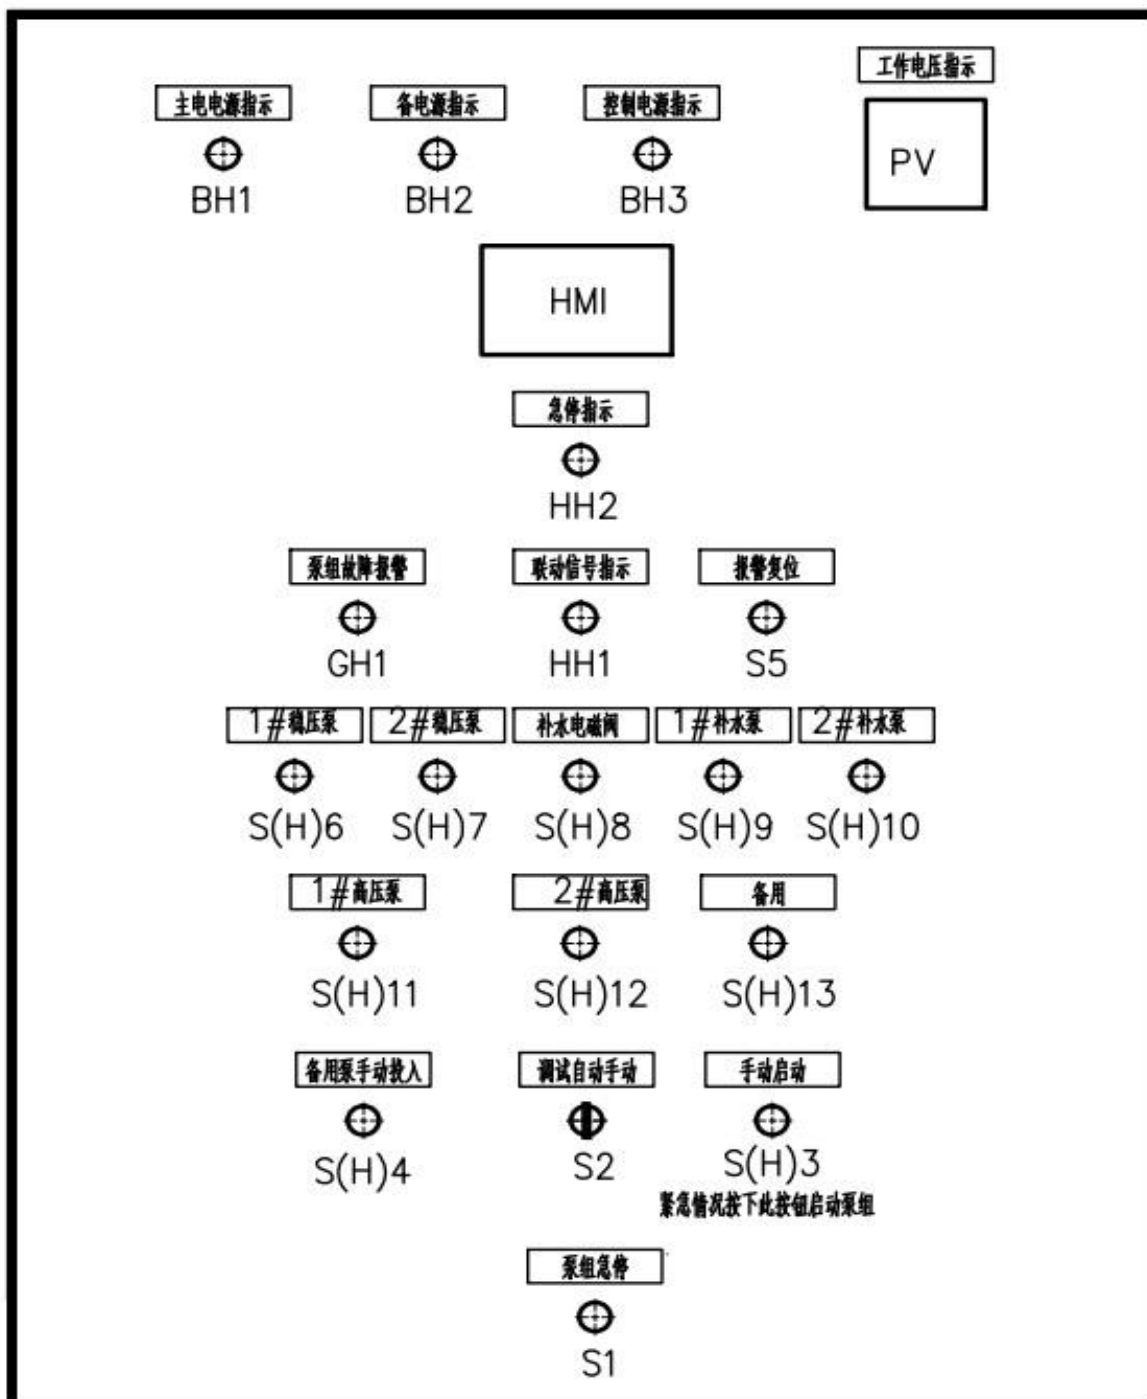 工作电压指示
主电电源指示 备电源指示 控制电源指示
PV
BH1 BH2 BH3
HMI
急停指示
HH2
泵组故障报警 联动信号指示 报警复位
GH1 HH1 S5
1#稳压泵 2#稳压泵 补水电磁阀 1#补水泵 2#补水泵
S(H)6 S(H)7 S(H)8 S(H)9 S(H)10
1#高压泵 2#高压泵 备用
S(H)11 S(H)12 S(H)13
备用泵手动投入 调试自动手动 手动启动
S(H)4 S2 S(H)3
紧急情况按下此按钮启动泵组
泵组急停
S1